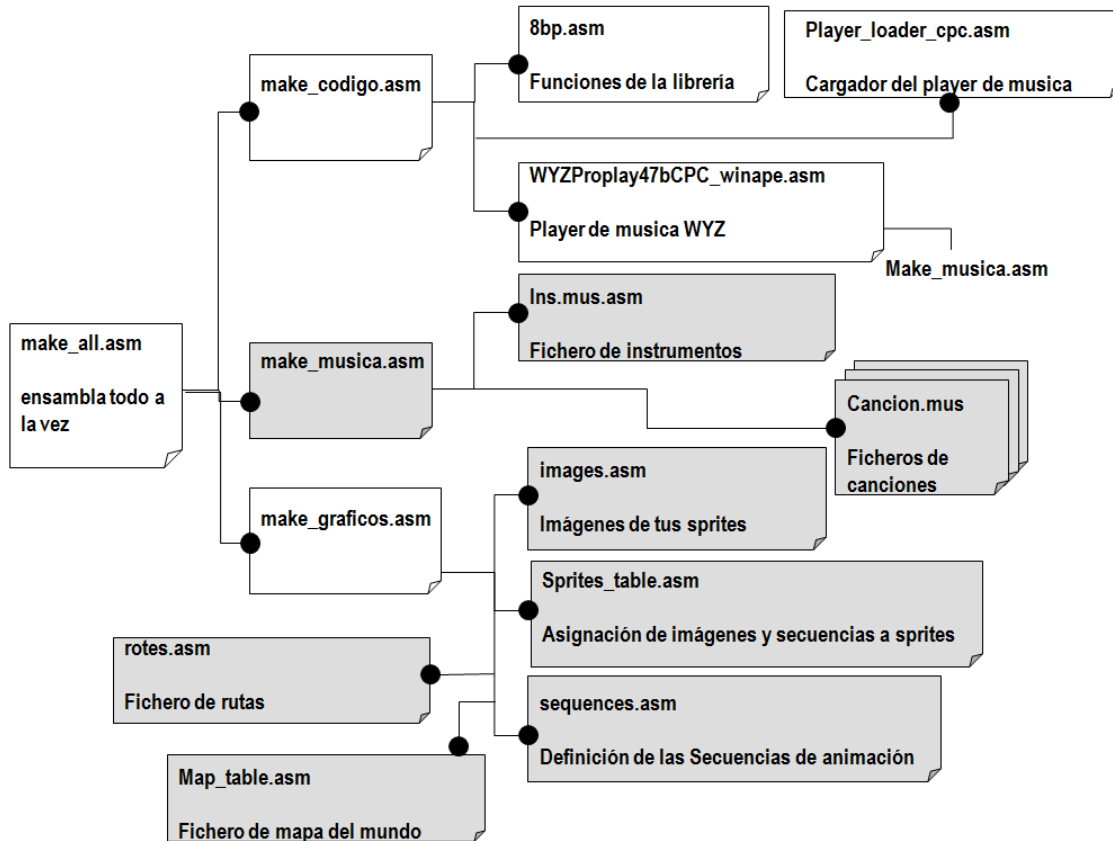 8bp.asm
Funciones de la librería
Player_loader_cpc.asm
Cargador del player de musica
make_codigo.asm
WYZProplay47bCPC_winape.asm
Player de musica WYZ
Make_musica.asm
Ins.mus.asm
Fichero de instrumentos
make_all.asm
ensambla todo a
la vez
make_musica.asm
Cancion.mus
Ficheros de
canciones
make_graficos.asm
images.asm
Imágenes de tus sprites
Sprites_table.asm
Asignación de imágenes y secuencias a sprites
rotes.asm
Fichero de rutas
sequences.asm
Definición de las Secuencias de animación
Map_table.asm
Fichero de mapa del mundo